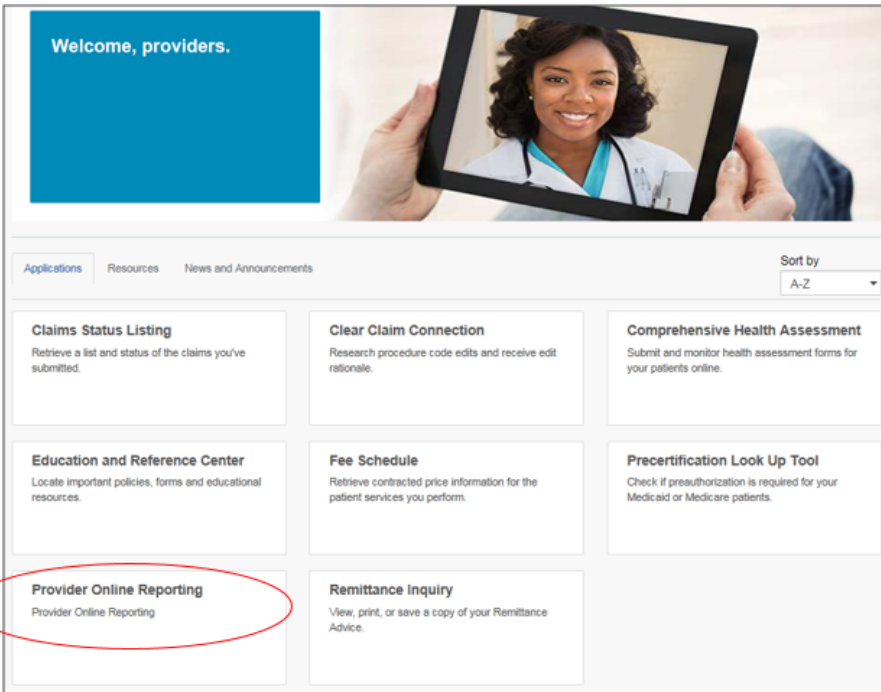 Welcome, providers.
Applications Resources News and Announcements
Sort by
A-Z
Claims Status Listing
Retrieve a list and status of the claims you've
submitted.
Clear Claim Connection
Research procedure code edits and receive edit
rationale.
Comprehensive Health Assessment
Submit and monitor health assessment forms for
your patients online.
Education and Reference Center
Locate important policies, forms and educational
resources.
Fee Schedule
Retrieve contracted price information for the
patient services you perform.
Precertification Look Up Tool
Check if preauthorization is required for your
Medicaid or Medicare patients.
Provider Online Reporting
Provider Online Reporting
Remittance Inquiry
View, print, or save a copy of your Remittance
Advice.